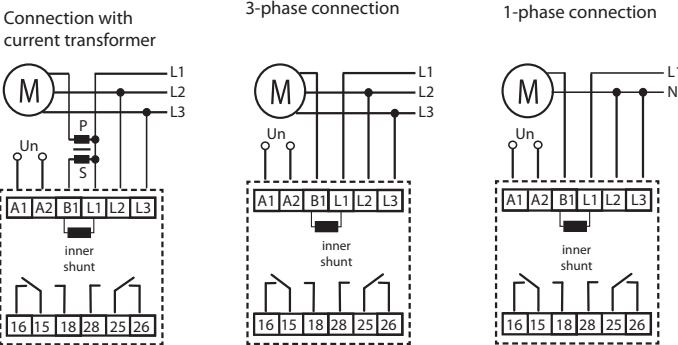 Connection with
current transformer
M
L1
L2
L3
P
S
Un
A1 A2 B1 L1 L2 L3
inner
shunt
16 15 18 28 25 26
3-phase connection
M
L1
L2
L3
Un
A1 A2 B1 L1 L2 L3
inner
shunt
16 15 18 28 25 26
1-phase connection
M
L1
N
Un
A1 A2 B1 L1 L2 L3
inner
shunt
16 15 18 28 25 26